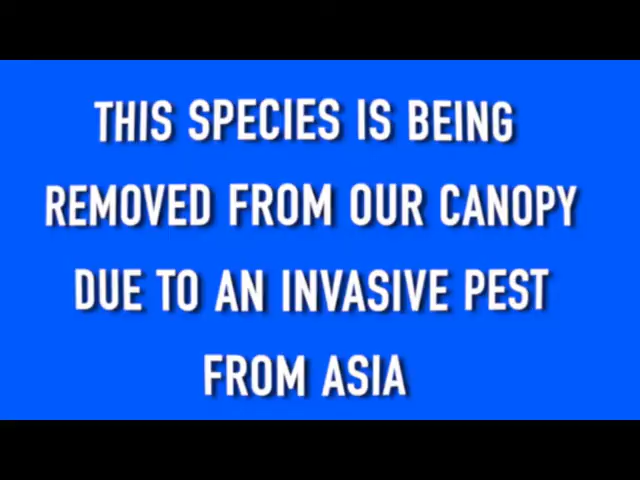 THIS SPECIES IS BEING
REMOVED FROM OUR CANOPY
DUE TO AN INVASIVE PEST
FROM ASIA